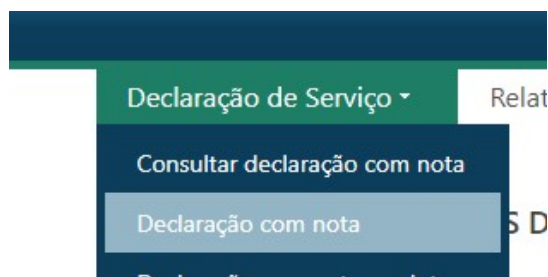 Declaração de Serviço
Relat
Consultar declaração com nota
Declaração com nota
S D